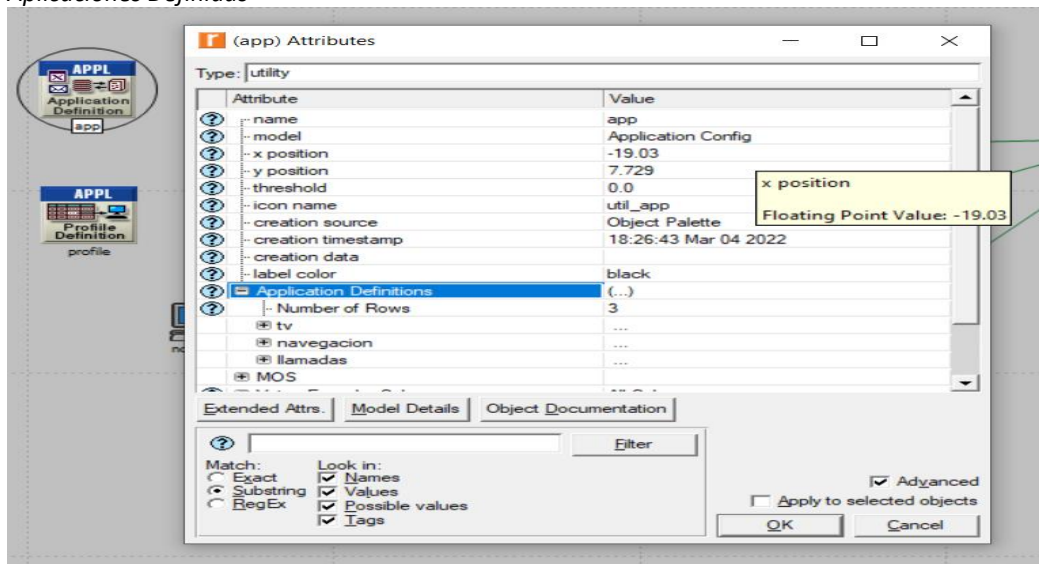 Aplicaciones Definidas
APPL
Application
Definition
app
APPL
Profile
Definition
profile
(app) Attributes
Type: utility
Attribute Value
name app
model Application Config
x position -19.03
y position 7.729
threshold 0.0
icon name util_app
creation source Object Palette
creation timestamp 18:26:43 Mar 04 2022
creation data
label color black
Application Definitions (...)
Number of Rows 3
tv ...
navegacion ...
llamadas ...
MOS
x position
Floating Point Value: -19.03
Extended Attrs. Model Details Object Documentation
Filter
Match: Look in:
Exact Names
Substring Values
RegEx Possible values
Tags
Advanced
Apply to selected objects
OK Cancel